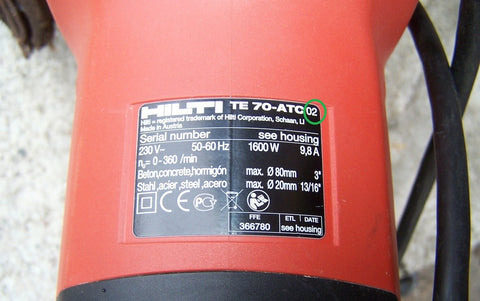 HILTI TE 70-ATC 02
Hilti = registered trademark of Hilti Corporation, Schaan, LI
Made in Austria
Serial number see housing
230 V~ 50-60 Hz 1600 W 9,8 A
n₀ = 0-360 /min
Beton,concrete,hormigón max. Ø 80mm 3"
Stahl,acier,steel,acero max. Ø 20mm 13/16"
CE
FFE ETL DATE
366780 see housing